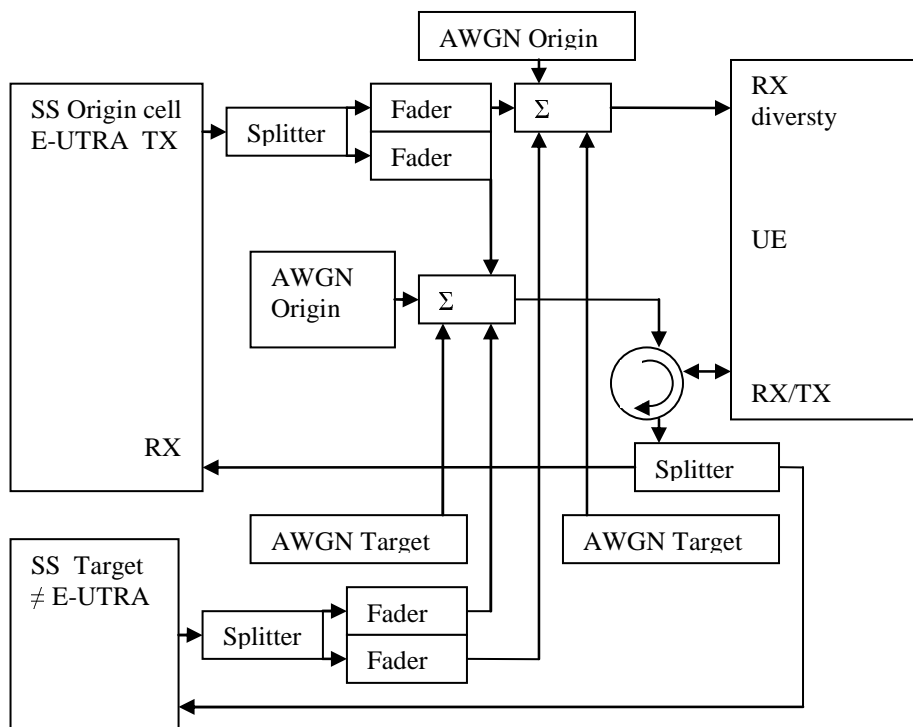 AWGN Origin
SS Origin cell
E-UTRA TX
Splitter
Fader
Fader
Σ
RX
diversty
UE
RX/TX
AWGN
Origin
Σ
RX
Splitter
AWGN Target
AWGN Target
SS Target
≠ E-UTRA
Splitter
Fader
Fader